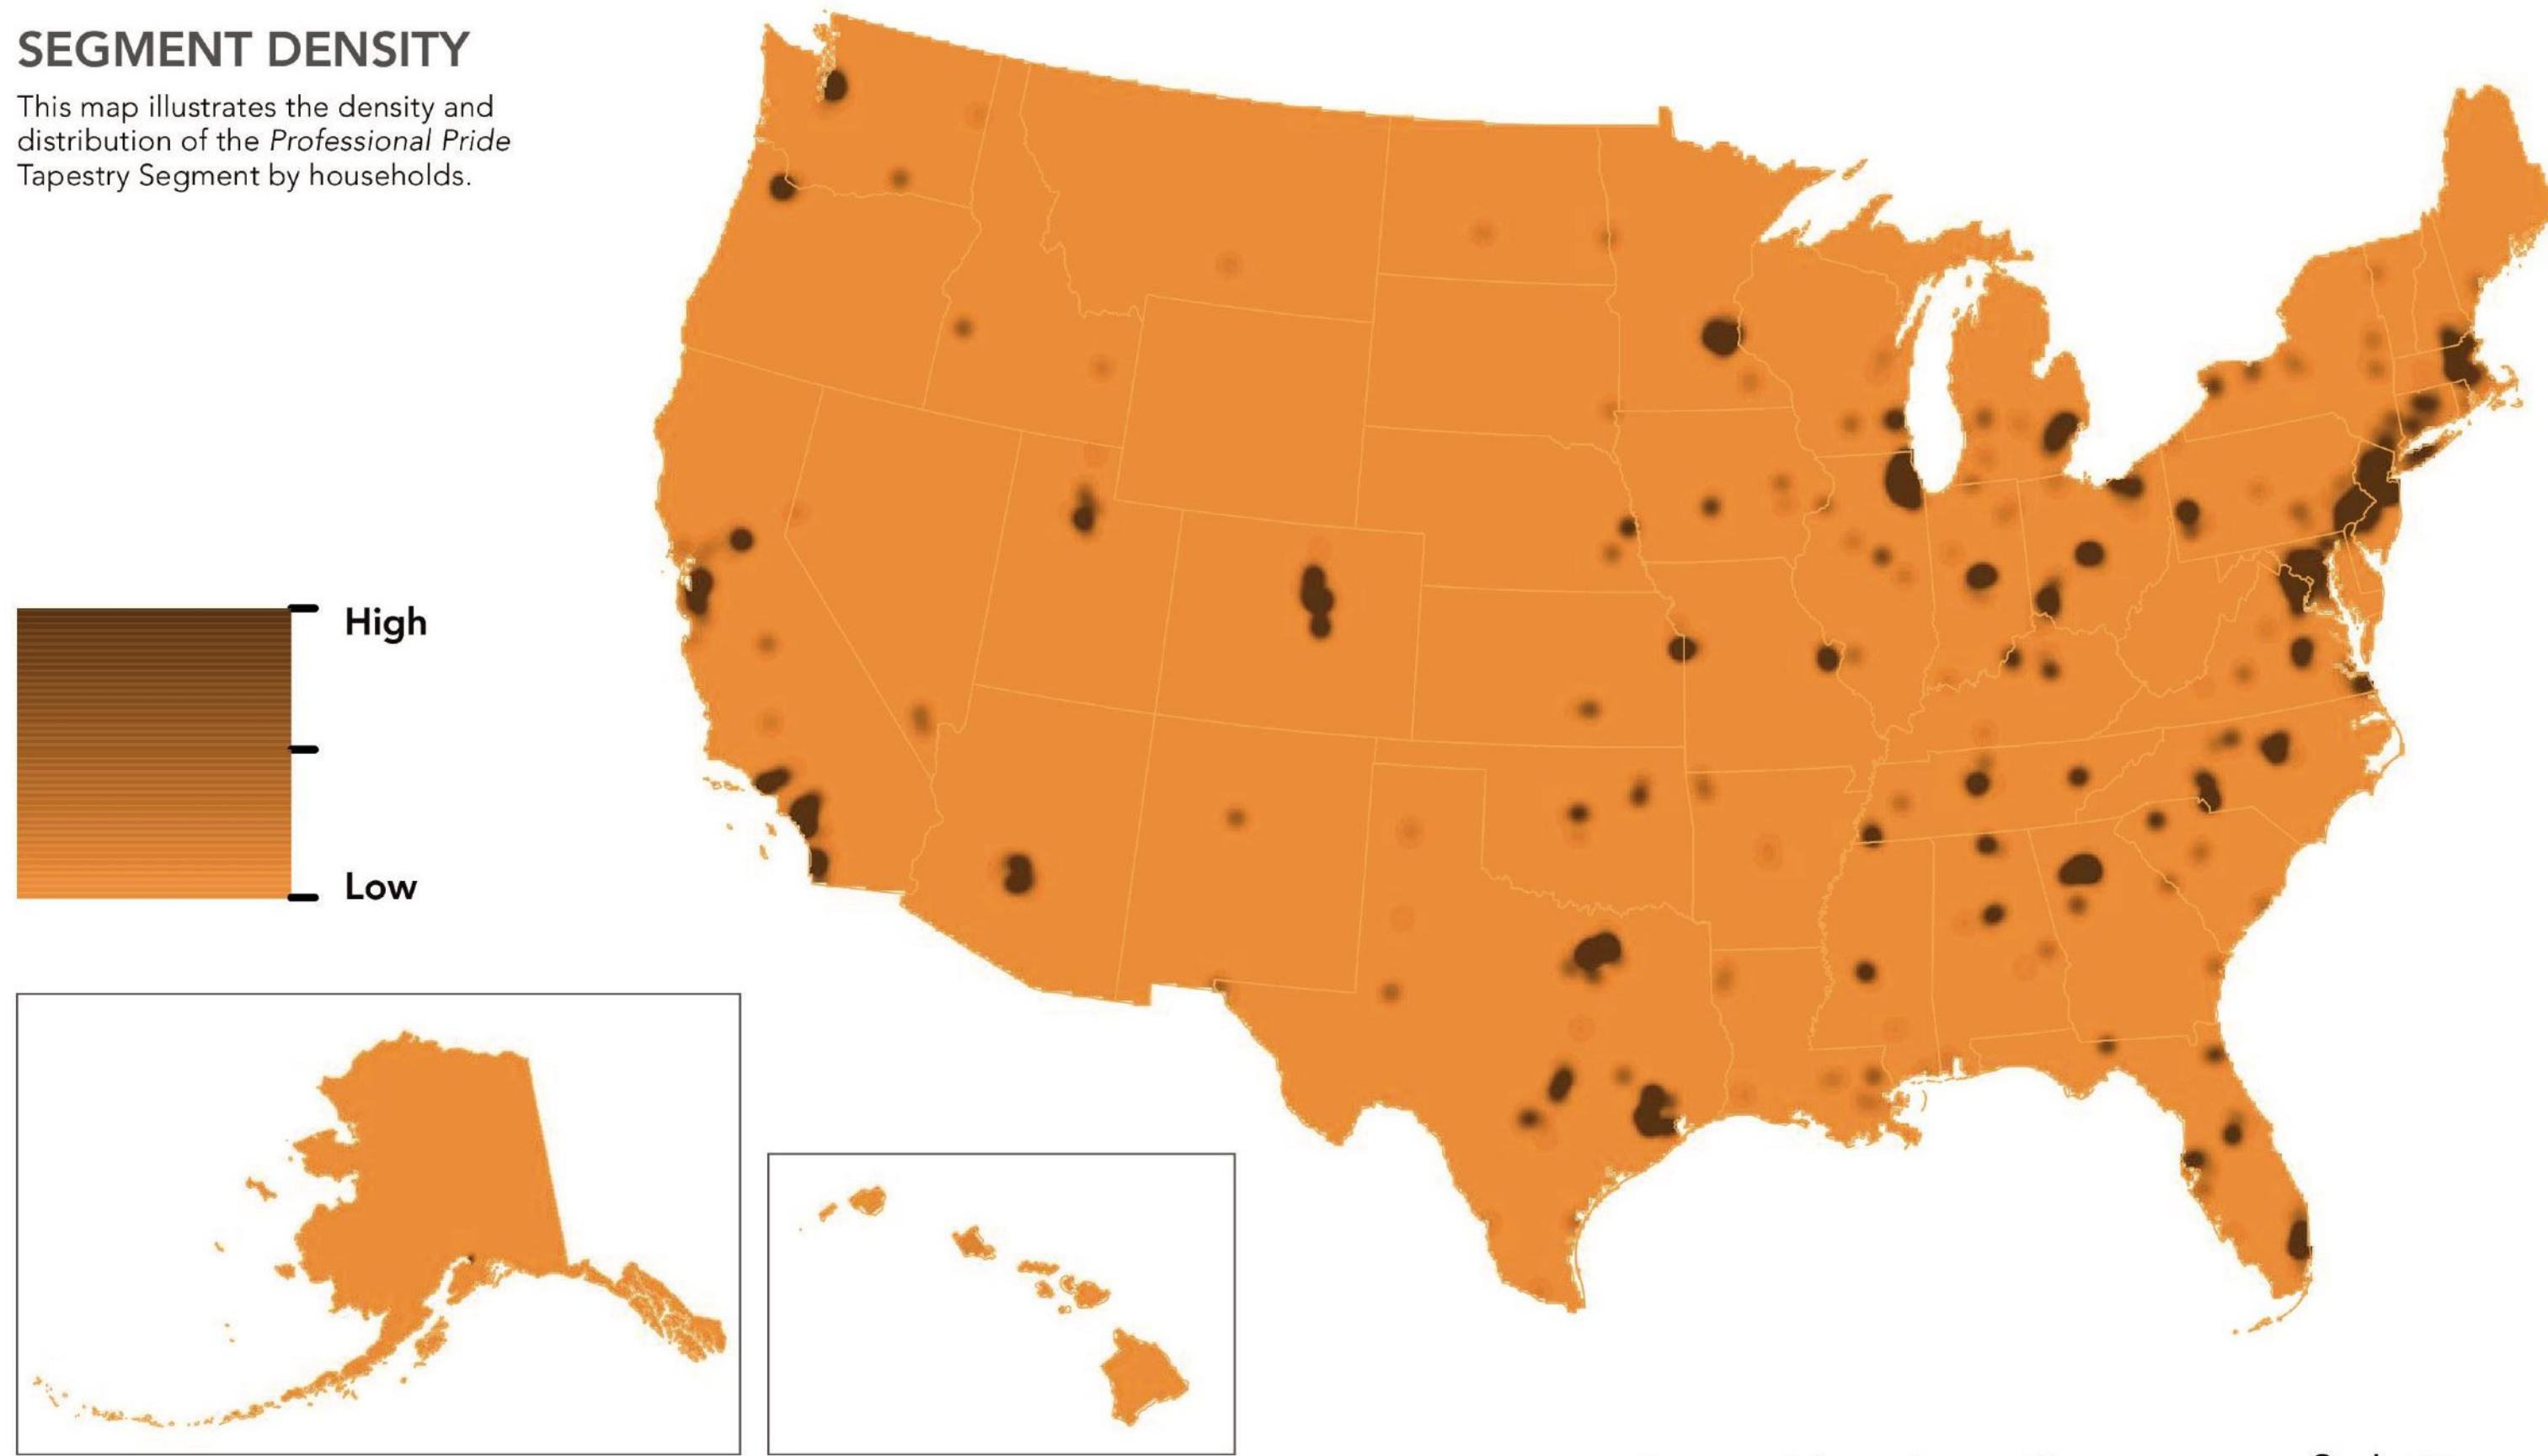 SEGMENT DENSITY
This map illustrates the density and
distribution of the Professional Pride
Tapestry Segment by households.
High
Low